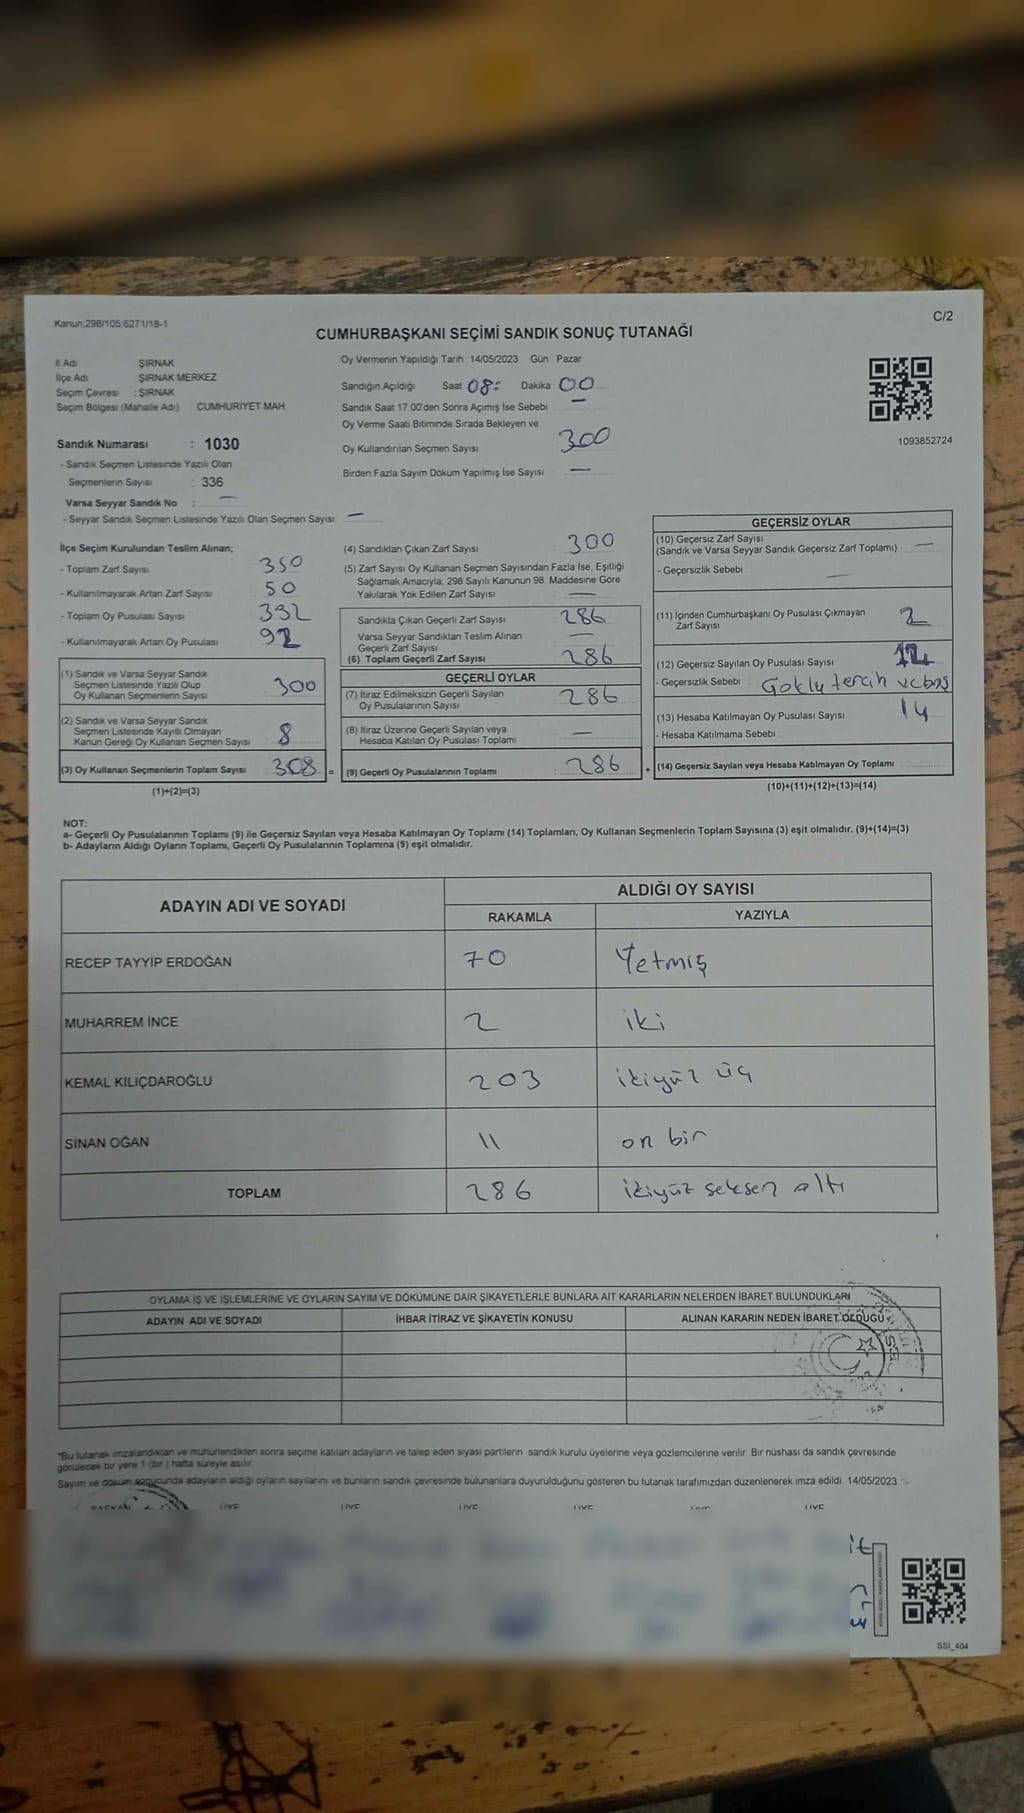 Kanun:298/105;6271/18-1
C/2
CUMHURBAŞKANI SEÇİMİ SANDIK SONUÇ TUTANAĞI
İl Adı : ŞIRNAK
İlçe Adı : ŞIRNAK MERKEZ
Seçim Çevresi : ŞIRNAK
Seçim Bölgesi (Mahalle Adı) : CUMHURİYET MAH.
Sandık Numarası : 1030
- Sandık Seçmen Listesinde Yazılı Olan
Seçmenlerin Sayısı : 336
Varsa Seyyar Sandık No : —
- Seyyar Sandık Seçmen Listesinde Yazılı Olan Seçmen Sayısı —
Oy Vermenin Yapıldığı Tarih 14/05/2023 Gün Pazar
Sandığın Açıldığı Saat 08: Dakika 00
Sandık Saat 17:00'den Sonra Açımış İse Sebebi —
Oy Verme Saati Bitiminde Sırada Bekleyen ve
Oy Kullandırılan Seçmen Sayısı 300
Birden Fazla Sayım Döküm Yapılmış İse Sayısı —
1093852724
İlçe Seçim Kurulundan Teslim Alınan;
- Toplam Zarf Sayısı 350
- Kullanılmayarak Artan Zarf Sayısı 50
- Toplam Oy Pusulası Sayısı 392
- Kullanılmayarak Artan Oy Pusulası 92
(1) Sandık ve Varsa Seyyar Sandık
Seçmen Listesinde Yazılı Olup
Oy Kullanan Seçmenlerin Sayısı 300
(2) Sandık ve Varsa Seyyar Sandık
Seçmen Listesinde Kayıtlı Olmayan
Kanun Gereği Oy Kullanan Seçmen Sayısı 8
(3) Oy Kullanan Seçmenlerin Toplam Sayısı 308 =
(1)+(2)=(3)
(4) Sandıktan Çıkan Zarf Sayısı 300
(5) Zarf Sayısı Oy Kullanan Seçmen Sayısından Fazla İse, Eşitliği
Sağlamak Amacıyla, 298 Sayılı Kanunun 98. Maddesine Göre
Yakılarak Yok Edilen Zarf Sayısı —
Sandıkta Çıkan Geçerli Zarf Sayısı 286
Varsa Seyyar Sandıktan Teslim Alınan
Geçerli Zarf Sayısı —
(6) Toplam Geçerli Zarf Sayısı 286
GEÇERLİ OYLAR
(7) İtiraz Edilmeksizin Geçerli Sayılan
Oy Pusulalarının Sayısı 286
(8) İtiraz Üzerine Geçerli Sayılan veya
Hesaba Katılan Oy Pusulası Toplamı —
(9) Geçerli Oy Pusulalarının Toplamı : 286 +
GEÇERSİZ OYLAR
(10) Geçersiz Zarf Sayısı
(Sandık ve Varsa Seyyar Sandık Geçersiz Zarf Toplamı) —
- Geçersizlik Sebebi —
(11) İçinden Cumhurbaşkanı Oy Pusulası Çıkmayan
Zarf Sayısı 2
(12) Geçersiz Sayılan Oy Pusulası Sayısı 12
- Geçersizlik Sebebi Çoklu tercih ve boş
(13) Hesaba Katılmayan Oy Pusulası Sayısı 14
- Hesaba Katılmama Sebebi
(14) Geçersiz Sayılan veya Hesaba Katılmayan Oy Toplamı
(10)+(11)+(12)+(13)=(14)
NOT:
a- Geçerli Oy Pusulalarının Toplamı (9) ile Geçersiz Sayılan veya Hesaba Katılmayan Oy Toplamı (14) Toplamları, Oy Kullanan Seçmenlerin Toplam Sayısına (3) eşit olmalıdır. (9)+(14)=(3)
b- Adayların Aldığı Oyların Toplamı, Geçerli Oy Pusulalarının Toplamına (9) eşit olmalıdır.
ADAYIN ADI VE SOYADI
ALDIĞI OY SAYISI
RAKAMLA YAZIYLA
RECEP TAYYİP ERDOĞAN 70 Yetmiş
MUHARREM İNCE 2 iki
KEMAL KILIÇDAROĞLU 203 ikiyüz üç
SİNAN OĞAN 11 on bir
TOPLAM 286 ikiyüz seksen altı
OYLAMA İŞ VE İŞLEMLERİNE VE OYLARIN SAYIM VE DÖKÜMÜNE DAİR ŞİKAYETLERLE BUNLARA AİT KARARLARIN NELERDEN İBARET BULUNDUKLARI
ADAYIN ADI VE SOYADI İHBAR İTİRAZ VE ŞİKAYETİN KONUSU ALINAN KARARIN NEDEN İBARET OLDUĞU
*Bu tutanak imzalandıktan ve mühürlendikten sonra seçime katılan adayların ve talep eden siyasi partilerin sandık kurulu üyelerine veya gözlemcilerine verilir. Bir nüshası da sandık çevresinde
görülecek bir yere 1 (bir) hafta süreyle asılır.
Sayım ve döküm sonucunda adayların aldığı oyların sayılarını ve bunların sandık çevresinde bulunanlara duyurulduğunu gösteren bu tutanak tarafımızdan düzenlenerek imza edildi. 14/05/2023
BAŞKAN ÜYE ÜYE ÜYE ÜYE ÜYE ÜYE
SSI_404